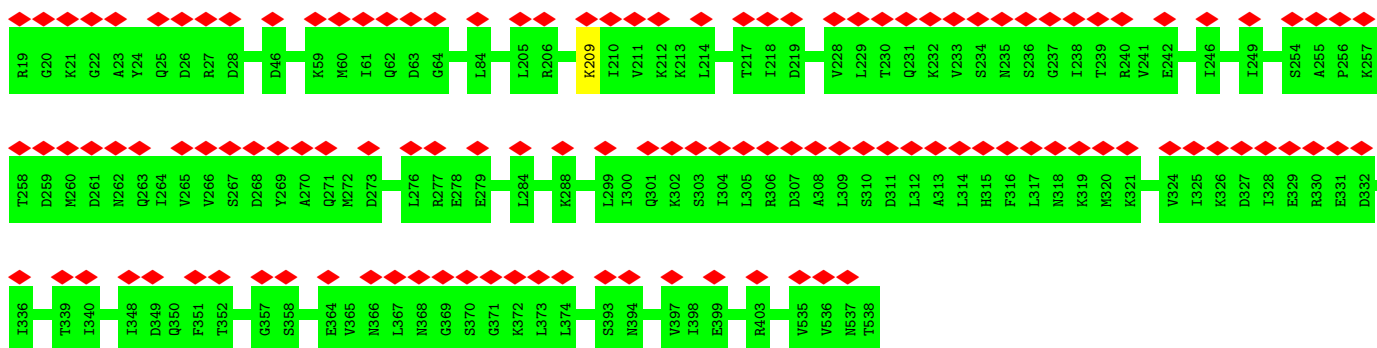 R19 G20 K21 G22 A23 Y24 Q25 D26 R27 D28 D46 K59 M60 I61 Q62 D63 G64 L84 L205 R206 K209 I210 V211 K212 K213 L214 T217 I218 D219 V228 L229 T230 Q231 K232 V233 S234 N235 S236 G237 I238 T239 R240 V241 E242 I246 I249 S254 A255 P256 K257
T258 D259 M260 D261 N262 Q263 I264 V265 V266 S267 D268 Y269 A270 Q271 M272 D273 L276 R277 E278 E279 L284 K288 L299 I300 Q301 K302 S303 I304 L305 R306 D307 A308 L309 S310 D311 L312 A313 L314 H315 F316 L317 N318 K319 M320 K321 V324 I325 K326 D327 I328 E329 R330 E331 D332
I336 T339 I340 I348 D349 Q350 F351 T352 G357 S358 E364 V365 N366 L367 N368 G369 S370 G371 K372 L373 L374 S393 N394 V397 I398 E399 R403 V535 V536 N537 T538